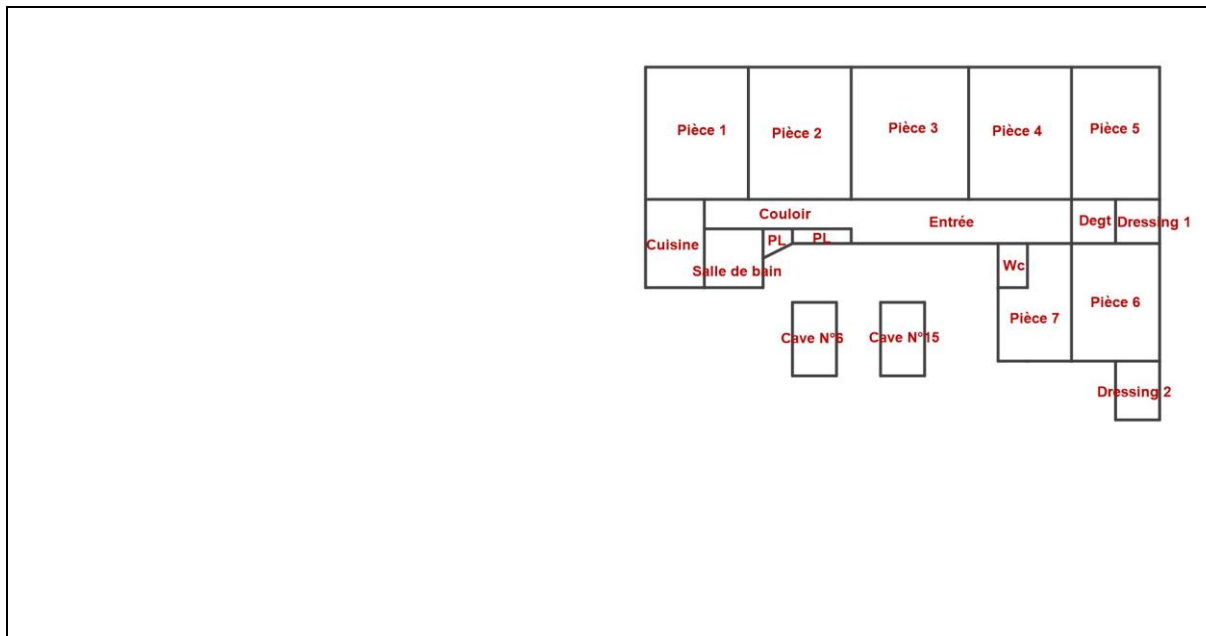 Pièce 1
Pièce 2
Pièce 3
Pièce 4
Pièce 5
Couloir
Entrée
Degt
Dressing 1
Cuisine
PL
PL
Salle de bain
Wc
Pièce 6
Pièce 7
Cave N°6
Cave N°15
Dressing 2